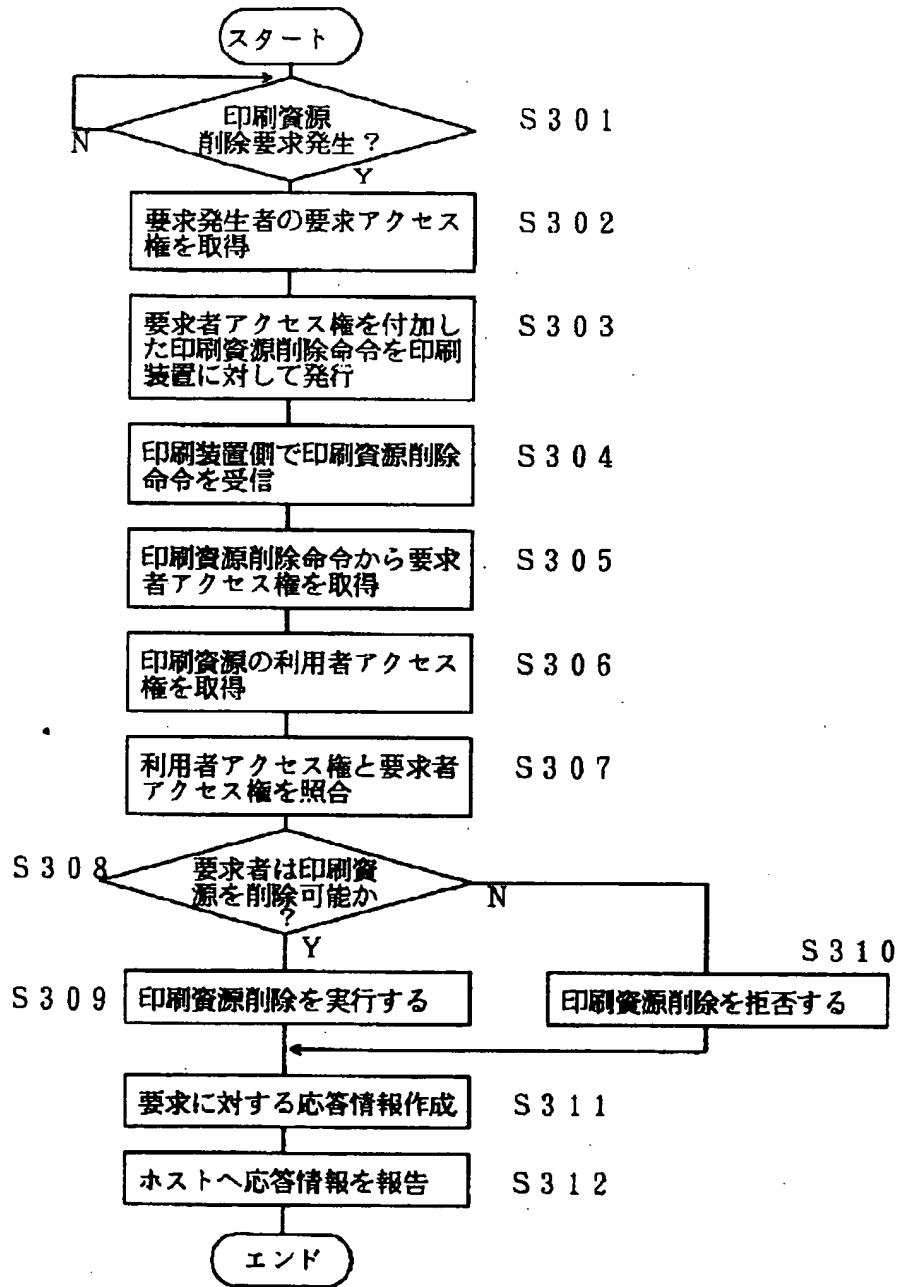 スタート
印刷資源
削除要求発生?
S301
N
Y
要求発生者の要求アクセス
権を取得
S302
要求者アクセス権を付加し
た印刷資源削除命令を印刷
装置に対して発行
S303
印刷装置側で印刷資源削除
命令を受信
S304
印刷資源削除命令から要求
者アクセス権を取得
S305
印刷資源の利用者アクセス
権を取得
S306
利用者アクセス権と要求者
アクセス権を照合
S307
S308
要求者は印刷資
源を削除可能か
?
N
Y
S309
印刷資源削除を実行する
S310
印刷資源削除を拒否する
要求に対する応答情報作成
S311
ホストへ応答情報を報告
S312
エンド